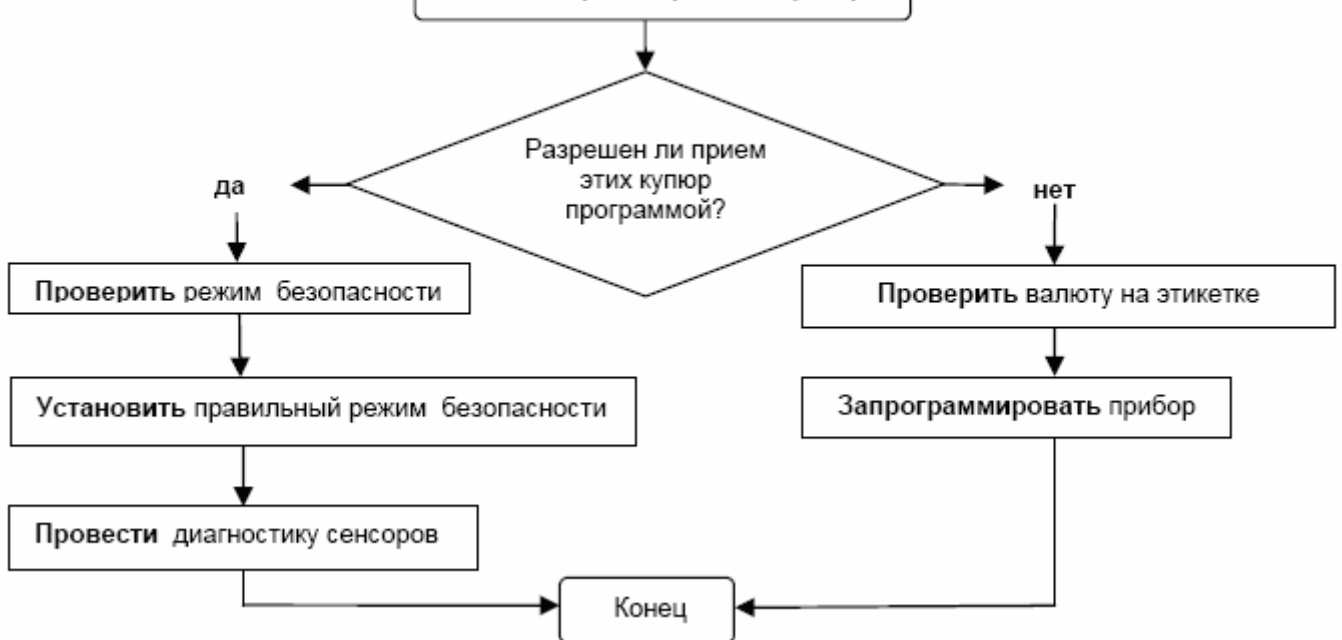 Разрешен ли прием
этих купюр
программой?
да
нет
Проверить режим безопасности
Проверить валюту на этикетке
Установить правильный режим безопасности
Запрограммировать прибор
Провести диагностику сенсоров
Конец